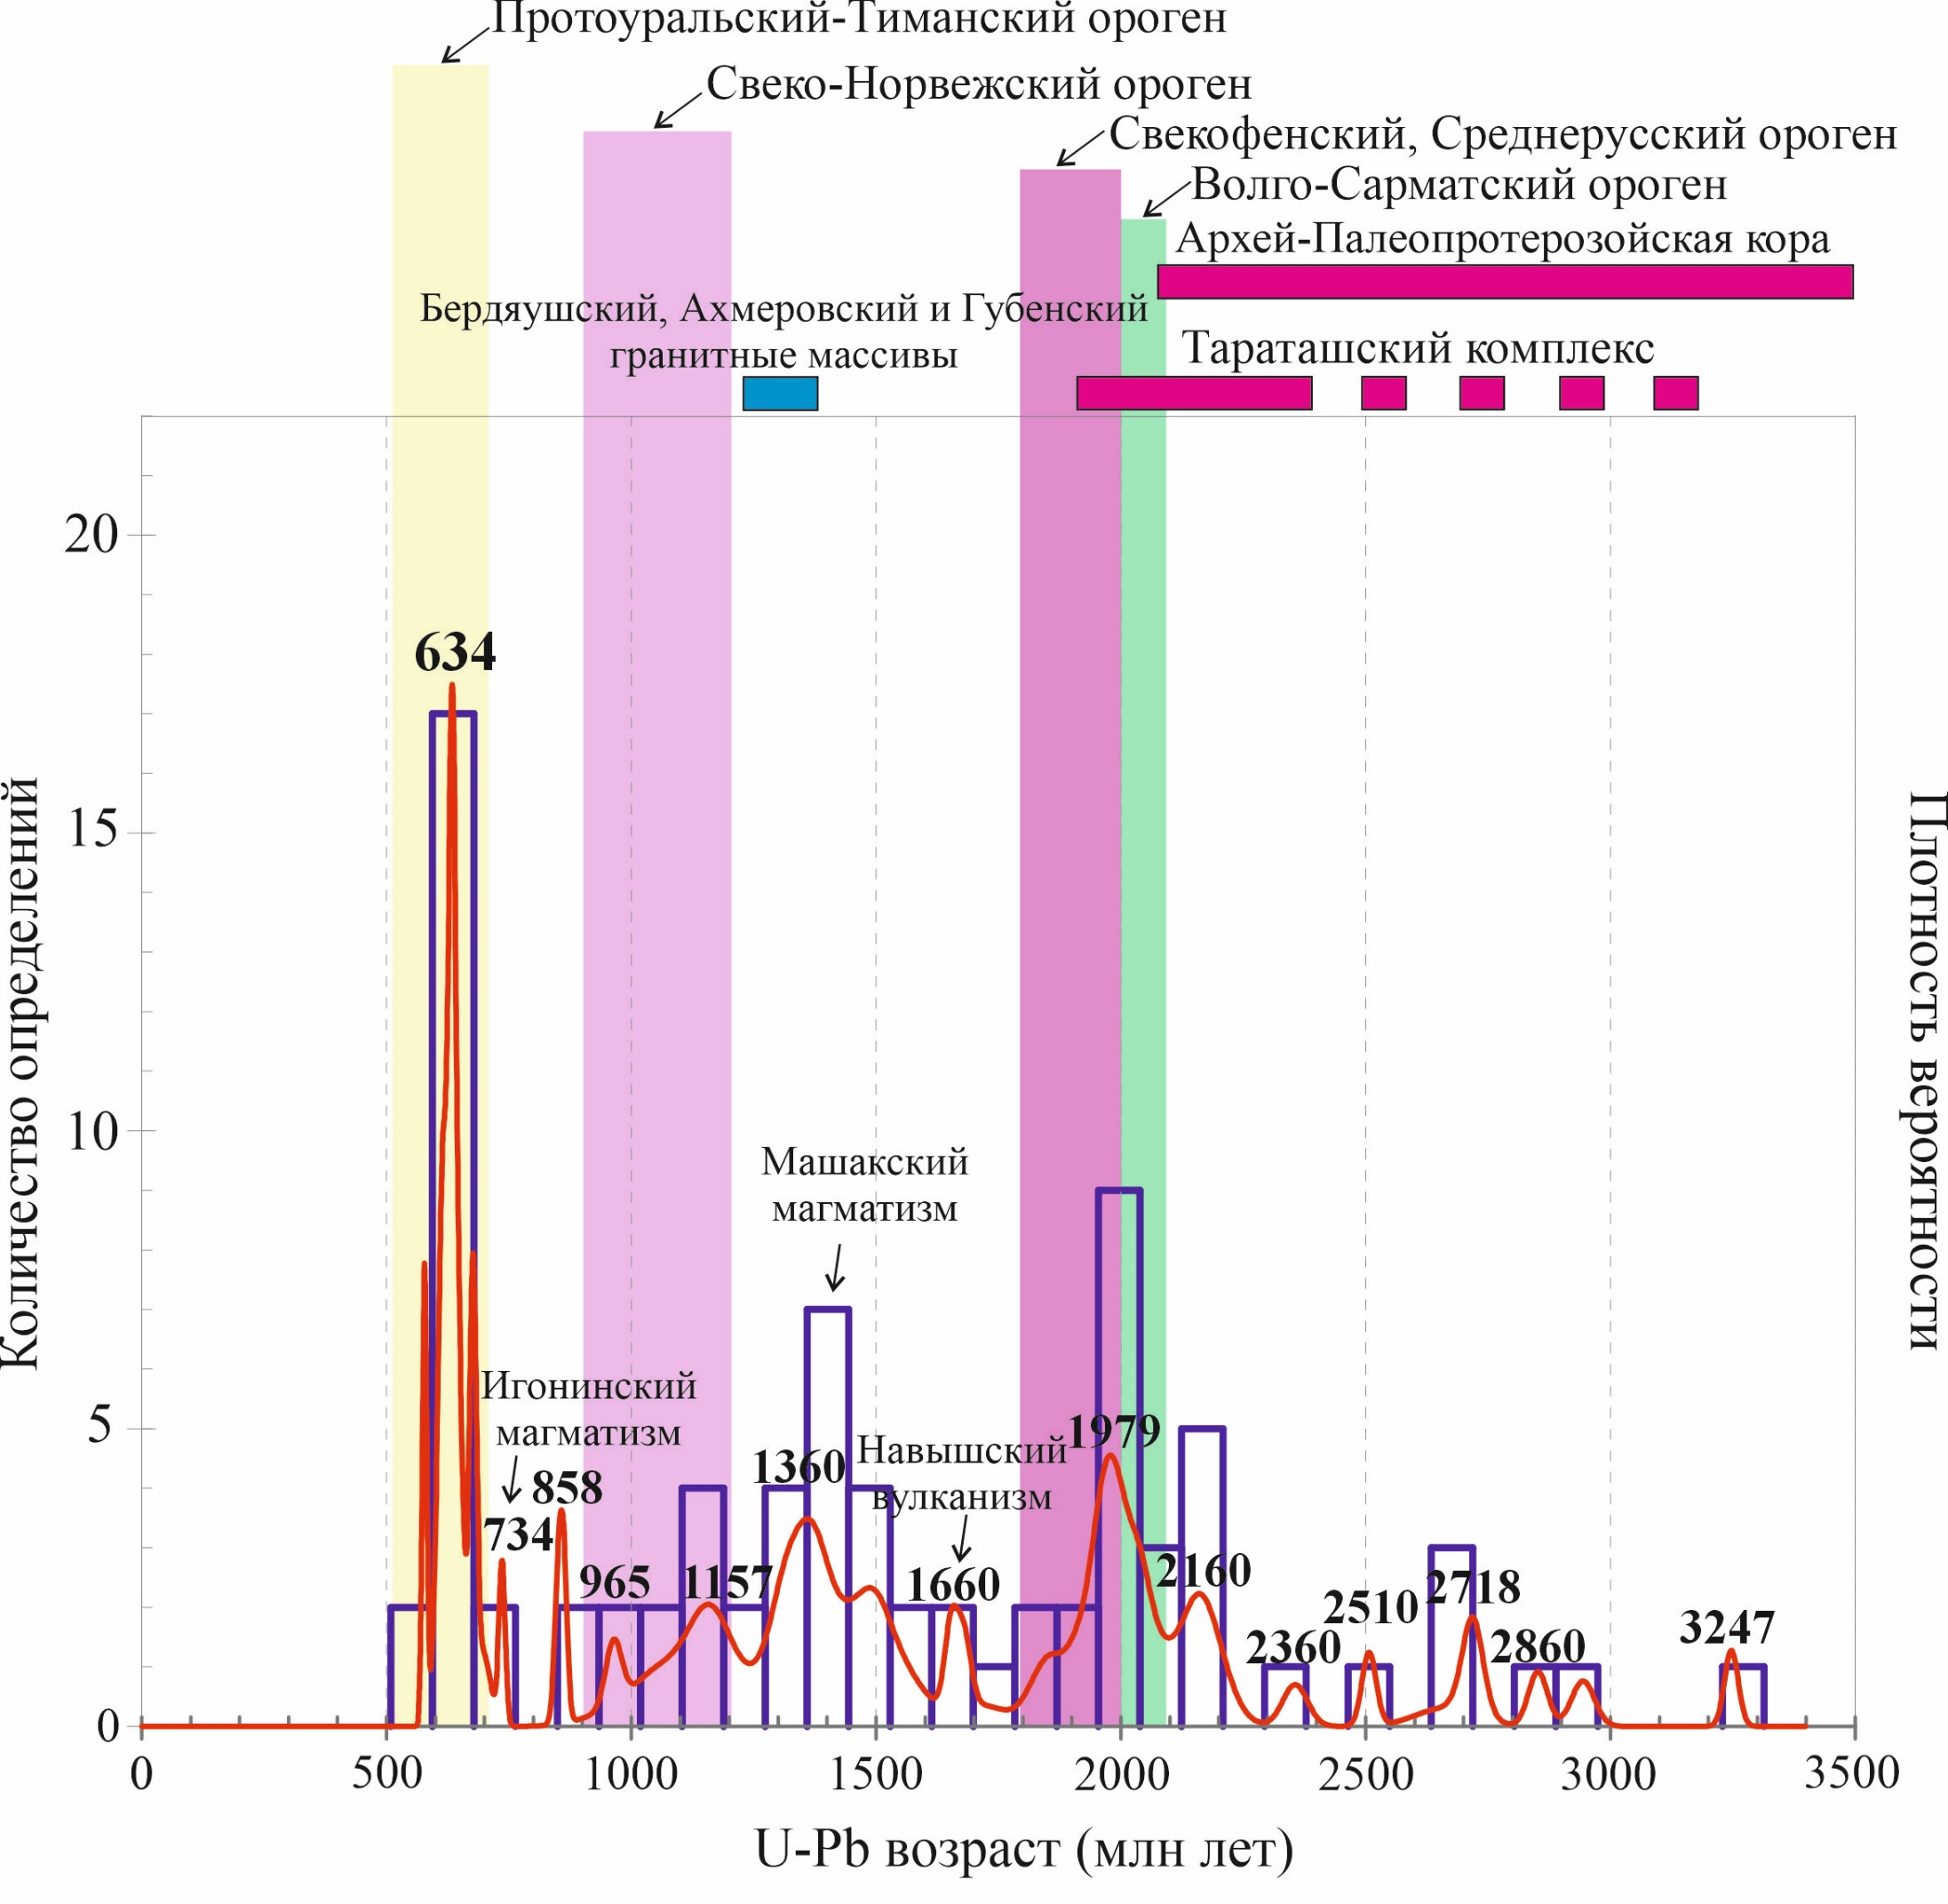 Протоуральский-Тиманский ороген
Свеко-Норвежский ороген
Свекофенский, Среднерусский ороген
Волго-Сарматский ороген
Архей-Палеопротерозойская кора
Бердяушский, Ахмеровский и Губенский
гранитные массивы
Тараташский комплекс
Количество определений
Плотность вероятности
20
15
10
5
0
634
Машакский
магматизм
Игонинский
магматизм
734
858
965
1157
1360
Навышский
вулканизм
1660
1979
2160
2360
2510
2718
2860
3247
0
500
1000
1500
2000
2500
3000
3500
U-Pb возраст (млн лет)